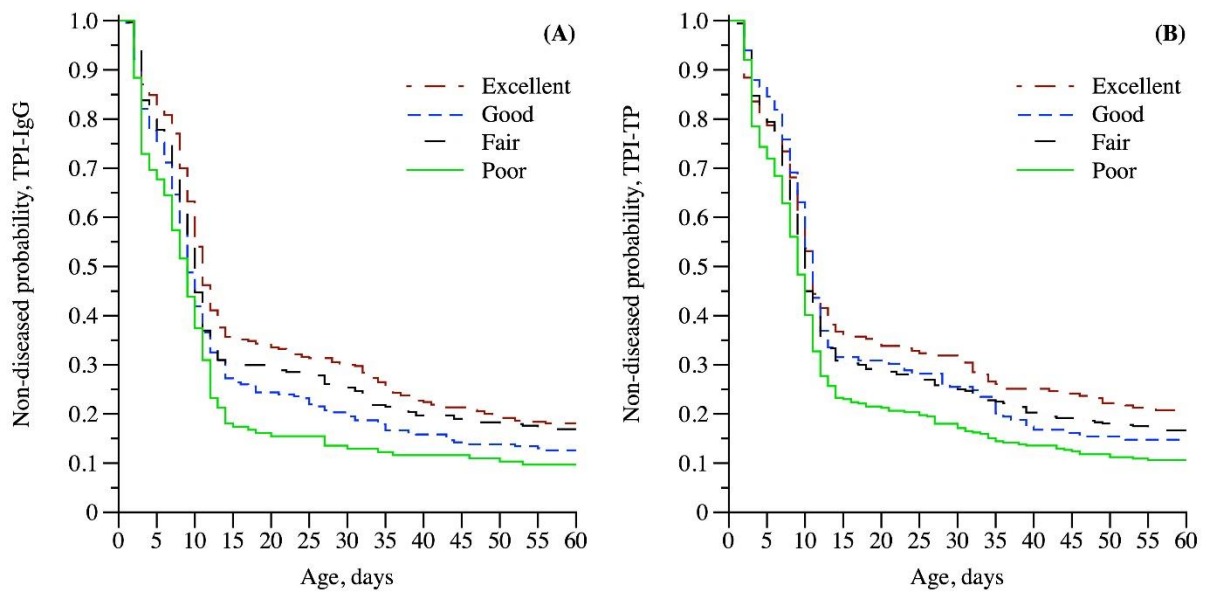 (A)
Non-diseased probability, TPI-IgG
1.0
0.9
0.8
0.7
0.6
0.5
0.4
0.3
0.2
0.1
0
Excellent
Good
Fair
Poor
0 5 10 15 20 25 30 35 40 45 50 55 60
Age, days
(B)
Non-diseased probability, TPI-TP
1.0
0.9
0.8
0.7
0.6
0.5
0.4
0.3
0.2
0.1
0
Excellent
Good
Fair
Poor
0 5 10 15 20 25 30 35 40 45 50 55 60
Age, days